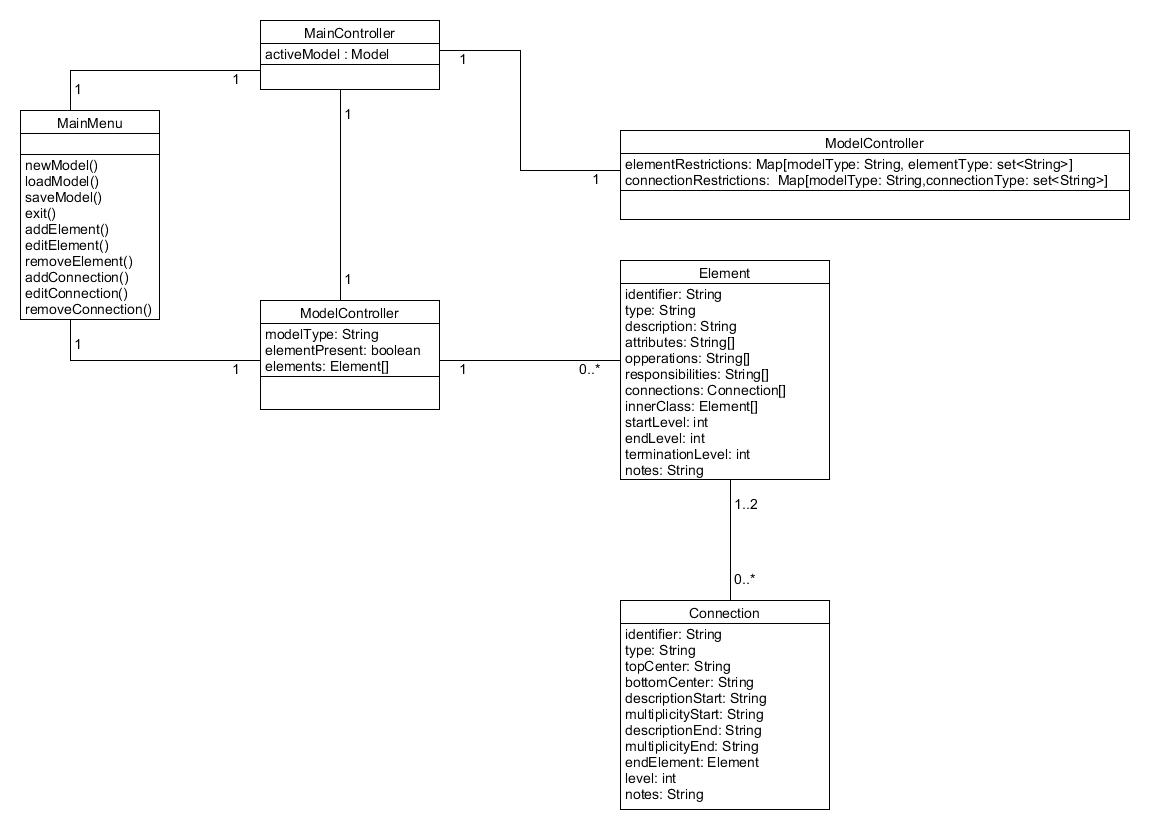 MainController
activeModel : Model
1
1
1
1
MainMenu
newModel()
loadModel()
saveModel()
exit()
addElement()
editElement()
removeElement()
addConnection()
editConnection()
removeConnection()
ModelController
elementRestrictions: Map[modelType: String, elementType: set<String>]
connectionRestrictions:  Map[modelType: String,connectionType: set<String>]
1
1
ModelController
modelType: String
elementPresent: boolean
elements: Element[]
1
1
1
0..*
Element
identifier: String
type: String
description: String
attributes: String[]
opperations: String[]
responsibilities: String[]
connections: Connection[]
innerClass: Element[]
startLevel: int
endLevel: int
terminationLevel: int
notes: String
1..2
0..*
Connection
identifier: String
type: String
topCenter: String
bottomCenter: String
descriptionStart: String
multiplicityStart: String
descriptionEnd: String
multiplicityEnd: String
endElement: Element
level: int
notes: String